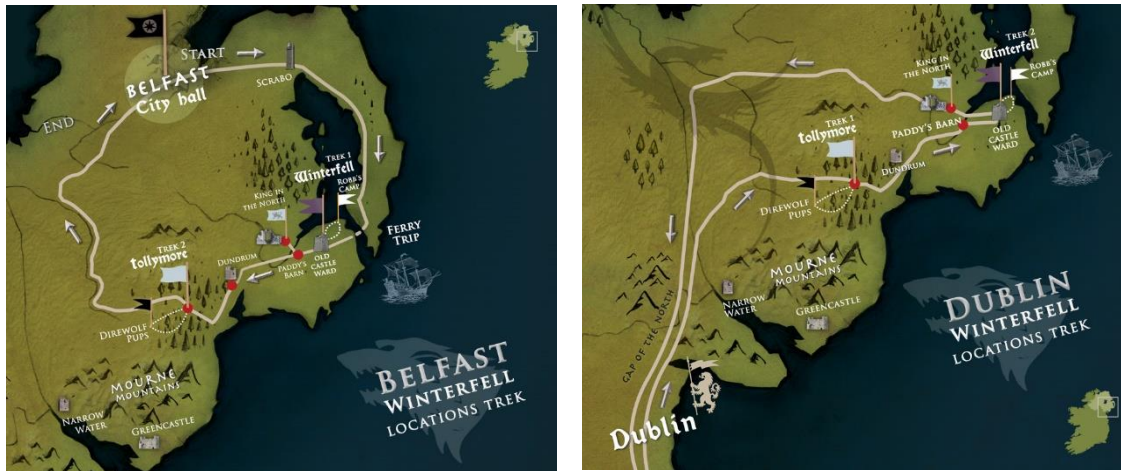 START
BELFAST
City hall
SCRABO
END
TREK 1
Winterfell
ROBB'S
CAMP
KING IN
THE NORTH
FERRY
TRIP
TREK 2
tollymore
DUNDRUM
PADDY'S
BARN
OLD
CASTLE
WARD
DIREWOLF
PUPS
MOURNE
MOUNTAINS
NARROW
WATER
GREENCASTLE
BELFAST
WINTERFELL
LOCATIONS TREK
TREK 2
Winterfell
ROBB'S
CAMP
KING IN
THE NORTH
PADDY'S BARN
OLD
CASTLE
WARD
TREK 1
tollymore
DUNDRUM
DIREWOLF
PUPS
MOURNE
MOUNTAINS
NARROW
WATER
GREENCASTLE
GAP OF THE NORTH
Dublin
DUBLIN
WINTERFELL
LOCATIONS TREK